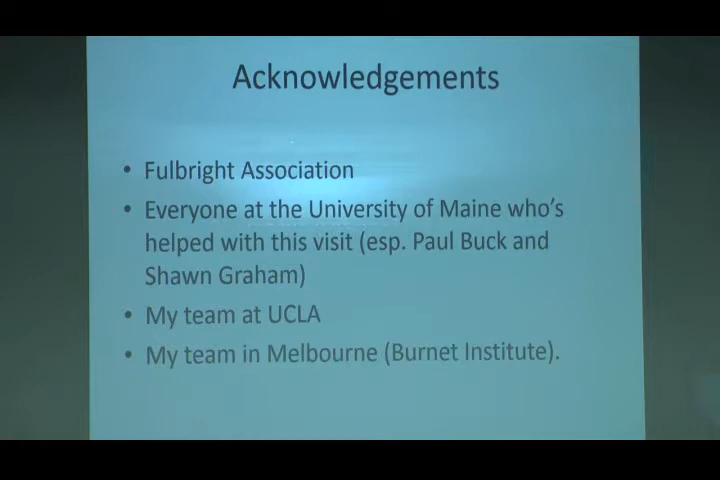 Acknowledgements
• Fulbright Association
• Everyone at the University of Maine who's
helped with this visit (esp. Paul Buck and
Shawn Graham)
• My team at UCLA
• My team in Melbourne (Burnet Institute).